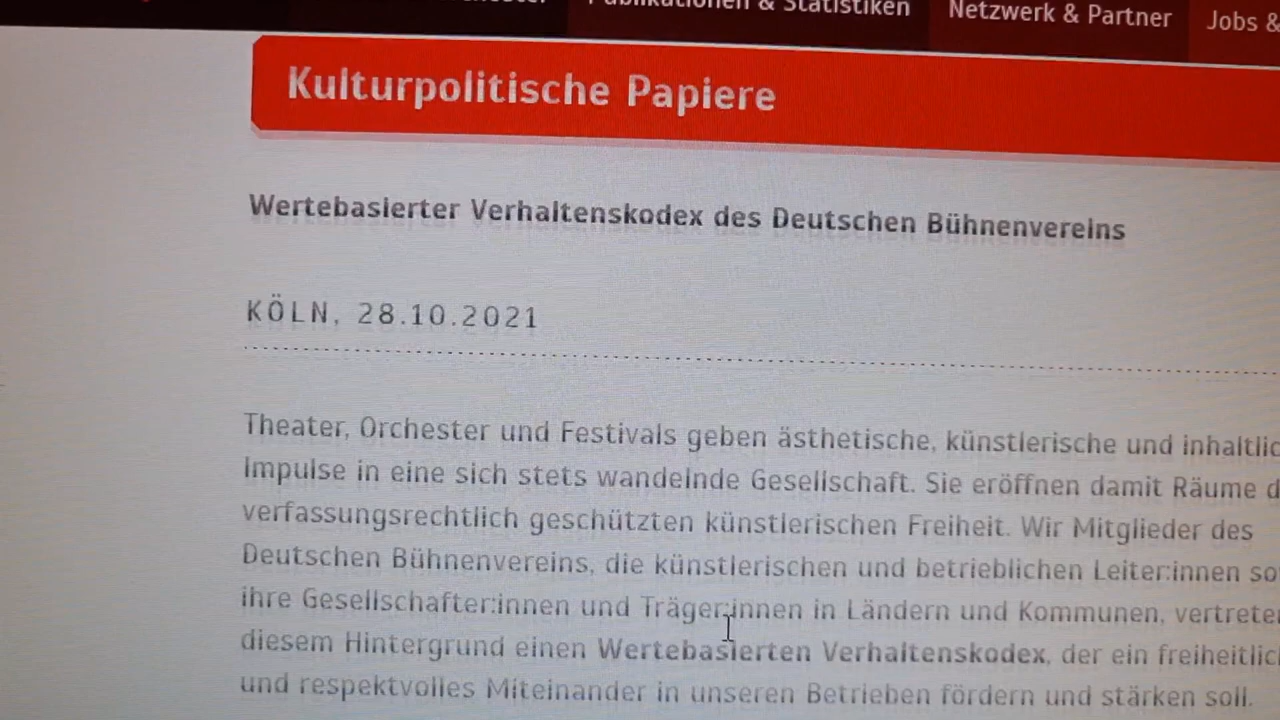 Publikationen & Statistiken Netzwerk & Partner Jobs &
Kulturpolitische Papiere
Wertebasierter Verhaltenskodex des Deutschen Bühnenvereins
KÖLN, 28.10.2021
Theater, Orchester und Festivals geben ästhetische, künstlerische und
Impulse in eine sich stets wandelnde Gesellschaft. Sie eröffnen damit Räume
verfassungsrechtlich geschützten künstlerischen Freiheit. Wir Mitglieder des
Deutschen Bühnenvereins, die künstlerischen und betrieblichen Leiter:innen
ihre Gesellschafter:innen und Träger:innen in Ländern und Kommunen,
diesem Hintergrund einen Wertebasierten Verhaltenskodex, der ein
und respektvolles Miteinander in unseren Betrieben fördern und stärken soll.